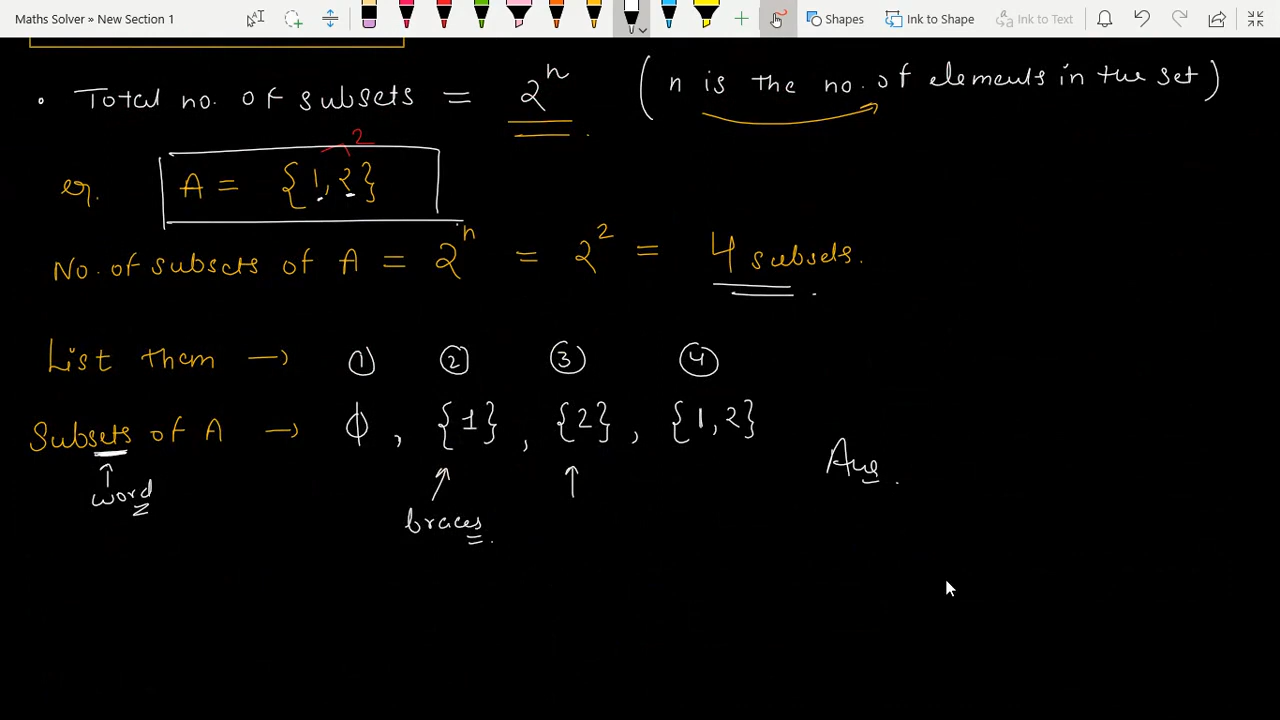 Maths Solver » New Section 1
Shapes Ink to Shape Ink to Text
• Total no. of subsets = 2^n (n is the no. of elements in the set)
2
eg. A = {1,2}
No. of subsets of A = 2^n = 2^2 = 4 subsets.
List them → ① ② ③ ④
Subsets of A → ϕ, {1}, {2}, {1,2}
Ans.
word
braces